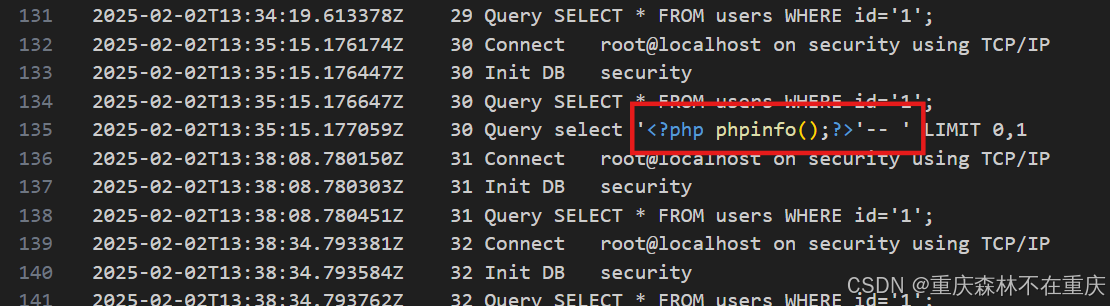 131 2025-02-02T13:34:19.613378Z 29 Query SELECT * FROM users WHERE id='1';
132 2025-02-02T13:35:15.176174Z 30 Connect root@localhost on security using TCP/IP
133 2025-02-02T13:35:15.176447Z 30 Init DB security
134 2025-02-02T13:35:15.176647Z 30 Query SELECT * FROM users WHERE id='1';
135 2025-02-02T13:35:15.177059Z 30 Query select '<?php phpinfo();?>'-- ' LIMIT 0,1
136 2025-02-02T13:38:08.780150Z 31 Connect root@localhost on security using TCP/IP
137 2025-02-02T13:38:08.780303Z 31 Init DB security
138 2025-02-02T13:38:08.780451Z 31 Query SELECT * FROM users WHERE id='1';
139 2025-02-02T13:38:34.793381Z 32 Connect root@localhost on security using TCP/IP
140 2025-02-02T13:38:34.793584Z 32 Init DB security
141 2025-02-02T13:38:34.793762Z 32 Query SELECT * FROM users WHERE id='1';
CSDN @重庆森林不在重庆